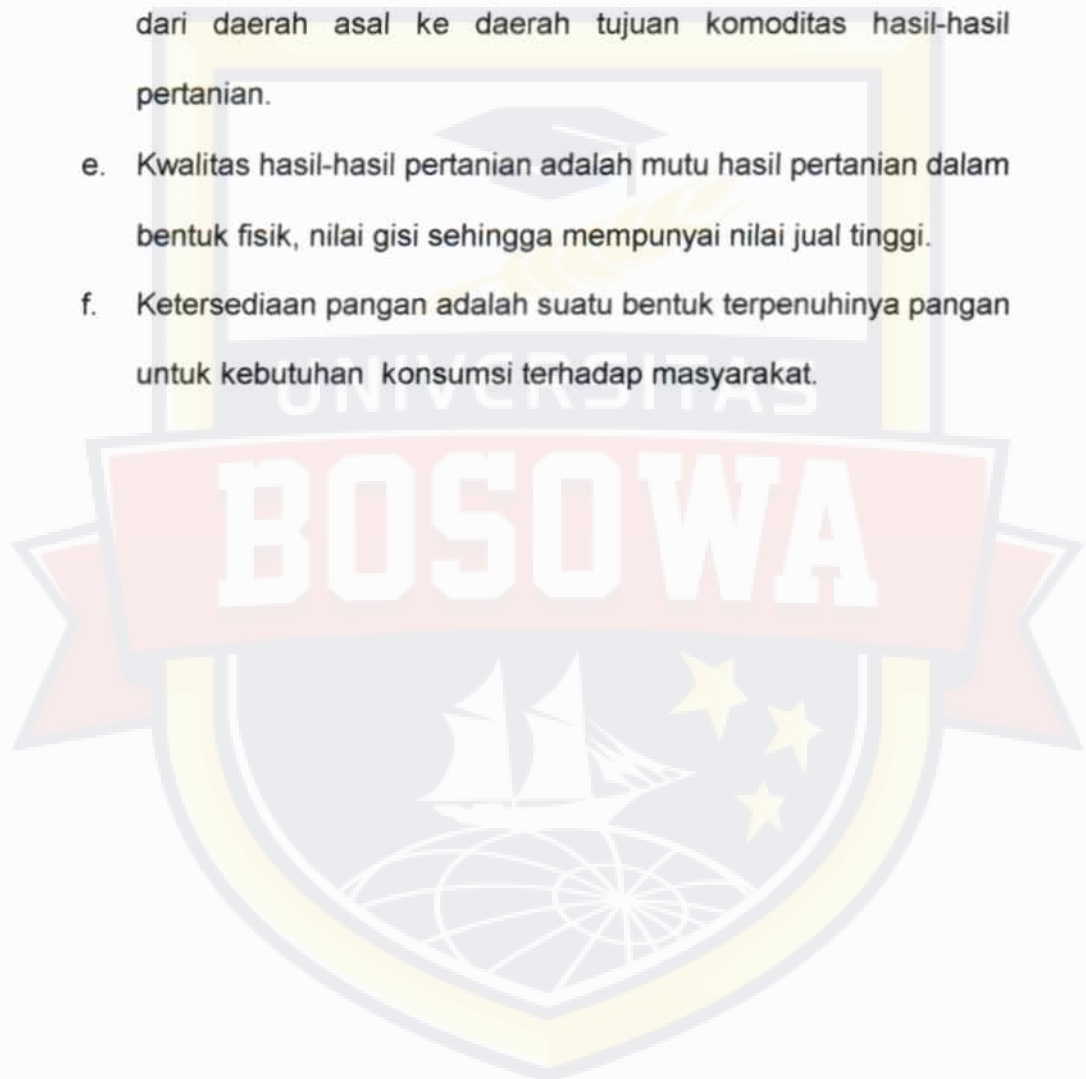 dari daerah asal ke daerah tujuan komoditas hasil-hasil
pertanian.
e. Kwalitas hasil-hasil pertanian adalah mutu hasil pertanian dalam
bentuk fisik, nilai gisi sehingga mempunyai nilai jual tinggi.
f. Ketersediaan pangan adalah suatu bentuk terpenuhinya pangan
untuk kebutuhan konsumsi terhadap masyarakat.
UNIVERSITAS
BOSOWA